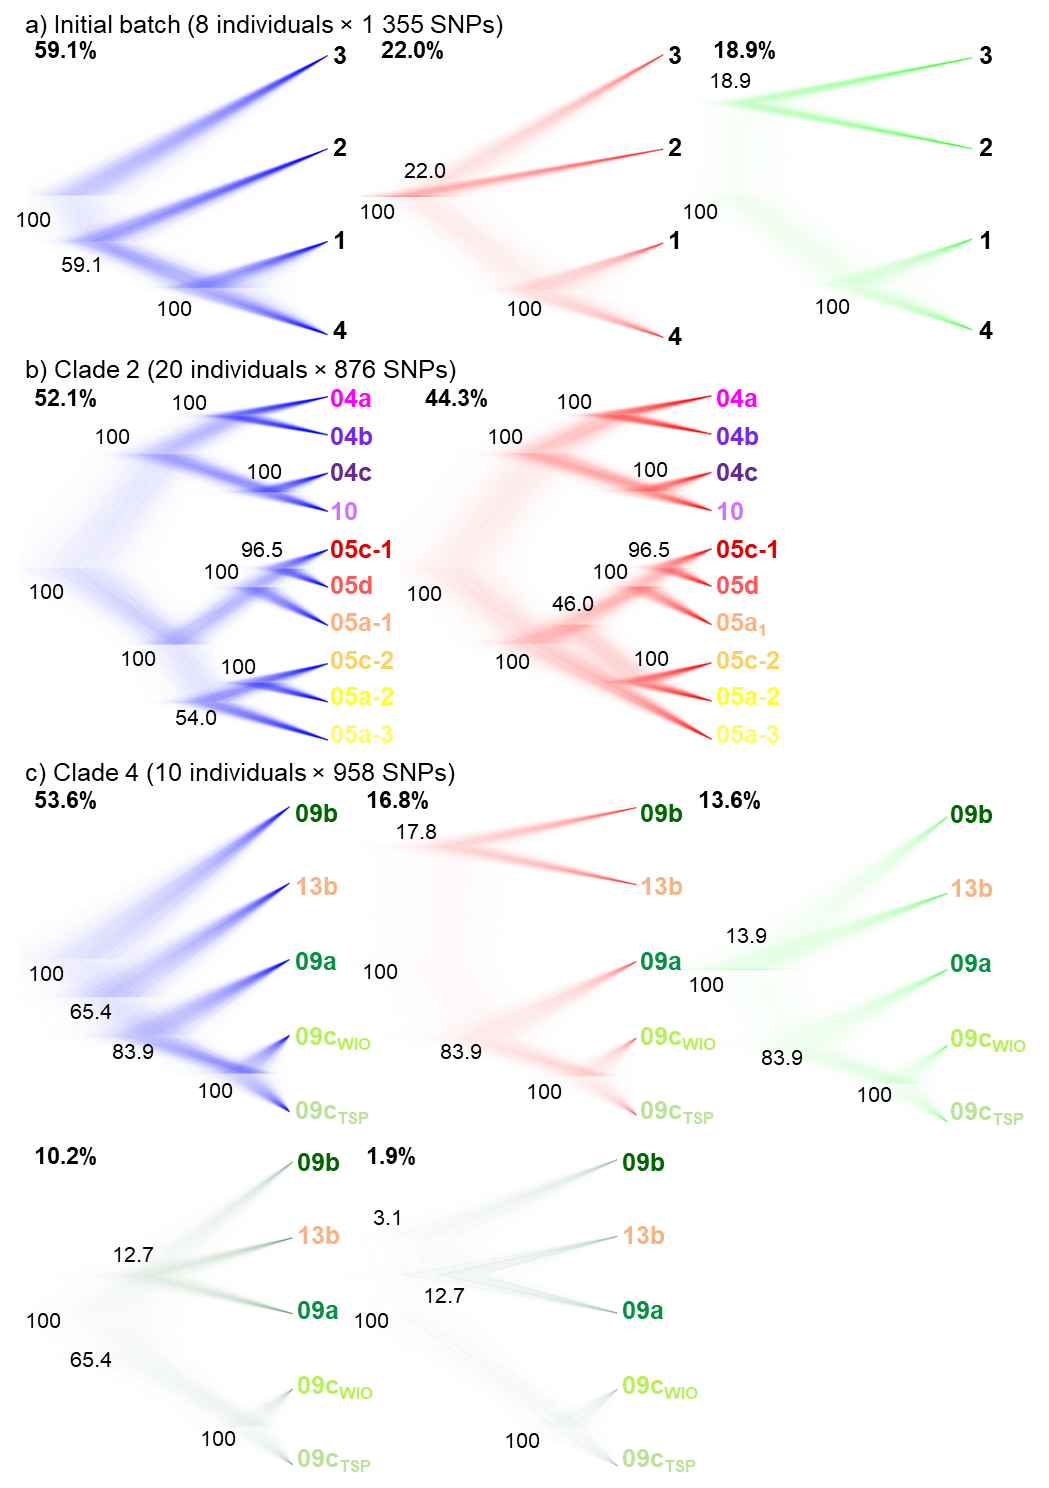 a) Initial batch (8 individuals × 1 355 SNPs)
59.1% 22.0% 18.9%
3 3 18.9 3
2 22.0 2 2
100 100 100
59.1 1 1 1
100 100 100
4 4 4
b) Clade 2 (20 individuals × 876 SNPs)
52.1% 44.3%
100 04a 100 04a
100 04b 100 04b
100 04c 100 04c
10 10
96.5 05c-1 96.5 05c-1
100 100 05d 100 100 05d
05a-1 46.0 05a1
100 100 05c-2 100 100 05c-2
05a-2 05a-2
54.0 05a-3 05a-3
c) Clade 4 (10 individuals × 958 SNPs)
53.6% 16.8% 13.6%
09b 17.8 09b 09b
13b 13b 13b
13.9
100 09a 100 09a 100 09a
65.4
83.9 09cWIO 83.9 09cWIO 83.9 09cWIO
100 100 100
09cTSP 09cTSP 09cTSP
10.2% 1.9%
09b 09b
3.1
12.7 13b 13b
12.7
100 09a 100 09a
65.4
09cWIO 09cWIO
100 100
09cTSP 09cTSP